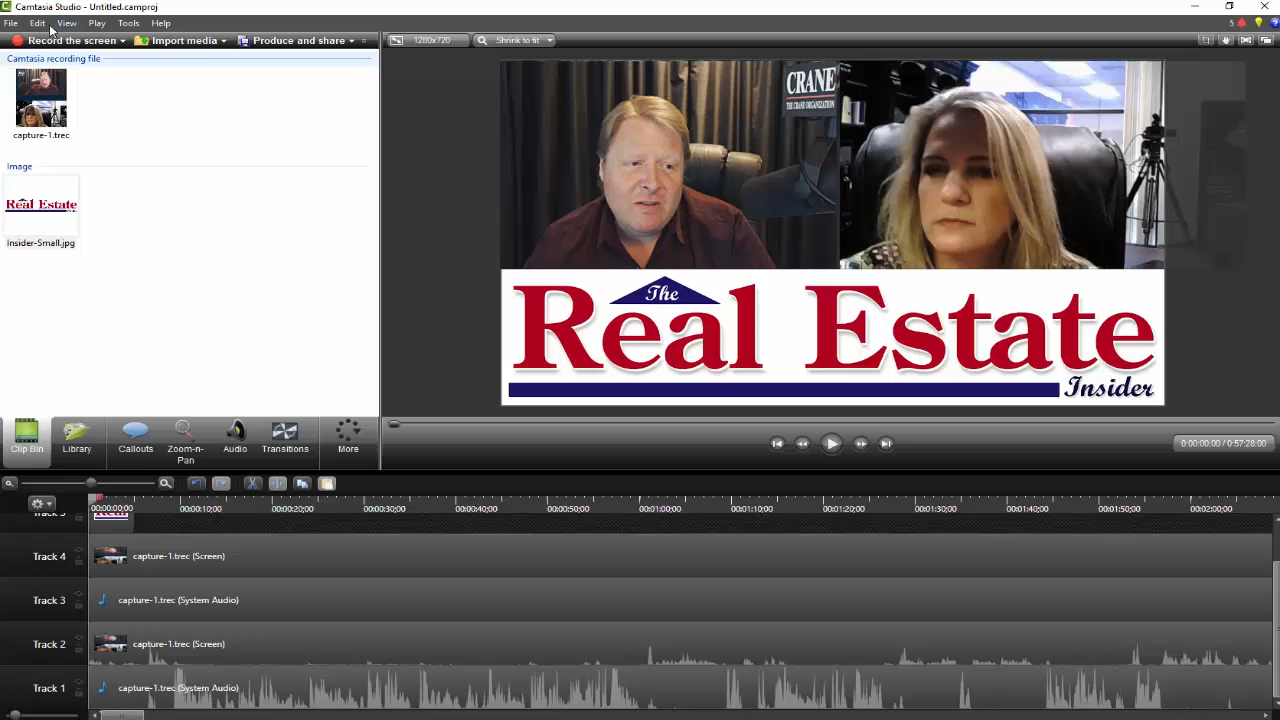 Camtasia Studio - Untitled.camproj
File Edit View Play Tools Help
5
Record the screen Import media Produce and share
1280x720 Shrink to fit
Camtasia recording file
capture-1.trec
Image
Real Estate
Insider-Small.jpg
CRANE
THE CRANE ORGANIZATION
The
Real Estate
Insider
Clip Bin Library Callouts Zoom-n-Pan Audio Transitions More
0:00:00;00 / 0:57:28:00
00:00:00;00 00:00:10;00 00:00:20;00 00:00:30;00 00:00:40;00 00:00:50;00 00:01:00;00 00:01:10;00 00:01:20;00 00:01:30;00 00:01:40;00 00:01:50;00 00:02:00;00
Track 5
Track 4 capture-1.trec (Screen)
Track 3 capture-1.trec (System Audio)
Track 2 capture-1.trec (Screen)
Track 1 capture-1.trec (System Audio)